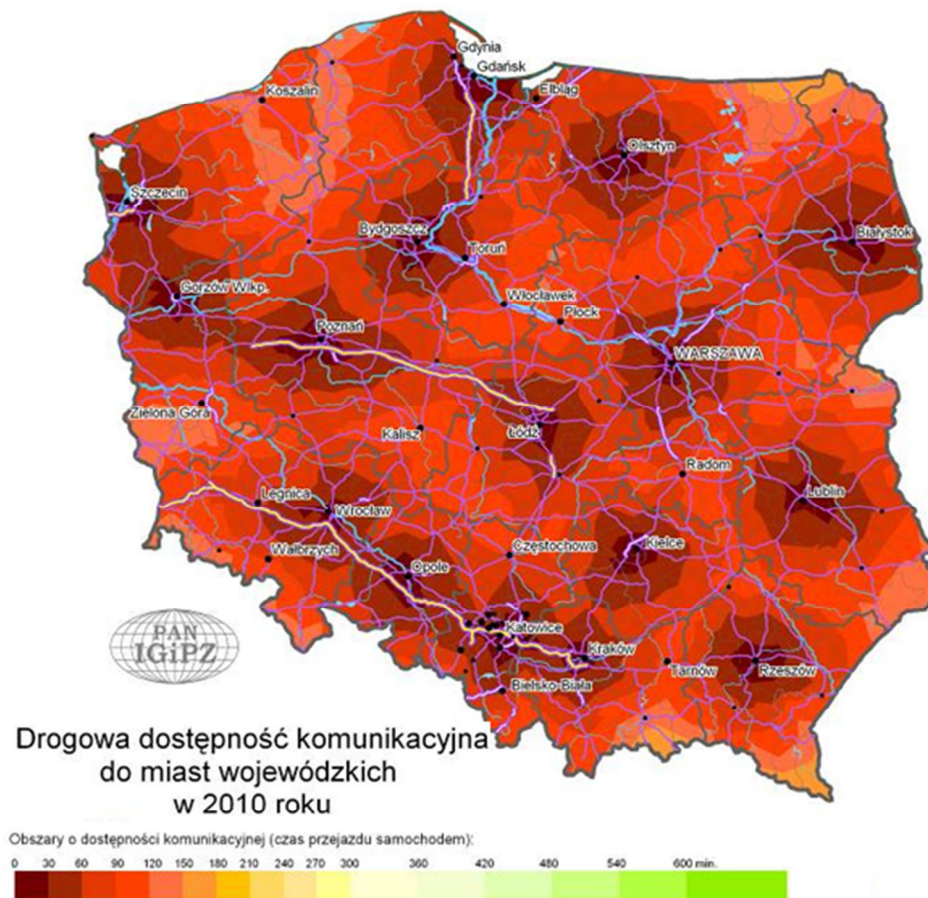 Gdynia
Gdańsk
Koszalin
Elbląg
Olsztyn
Szczecin
Bydgoszcz
Białystok
Toruń
Gorzów Wlkp.
Włocławek
Płock
Poznań
WARSZAWA
Zielona Góra
Kalisz
Łódź
Radom
Legnica
Lublin
Wrocław
Wałbrzych
Częstochowa
Kielce
Opole
PAN
IGiPZ
Katowice
Kraków
Tarnów
Rzeszów
Bielsko-Biała
Drogowa dostępność komunikacyjna
do miast wojewódzkich
w 2010 roku
Obszary o dostępności komunikacyjnej (czas przejazdu samochodem):
0 30 60 90 120 150 180 210 240 270 300 360 420 480 540 600 min.